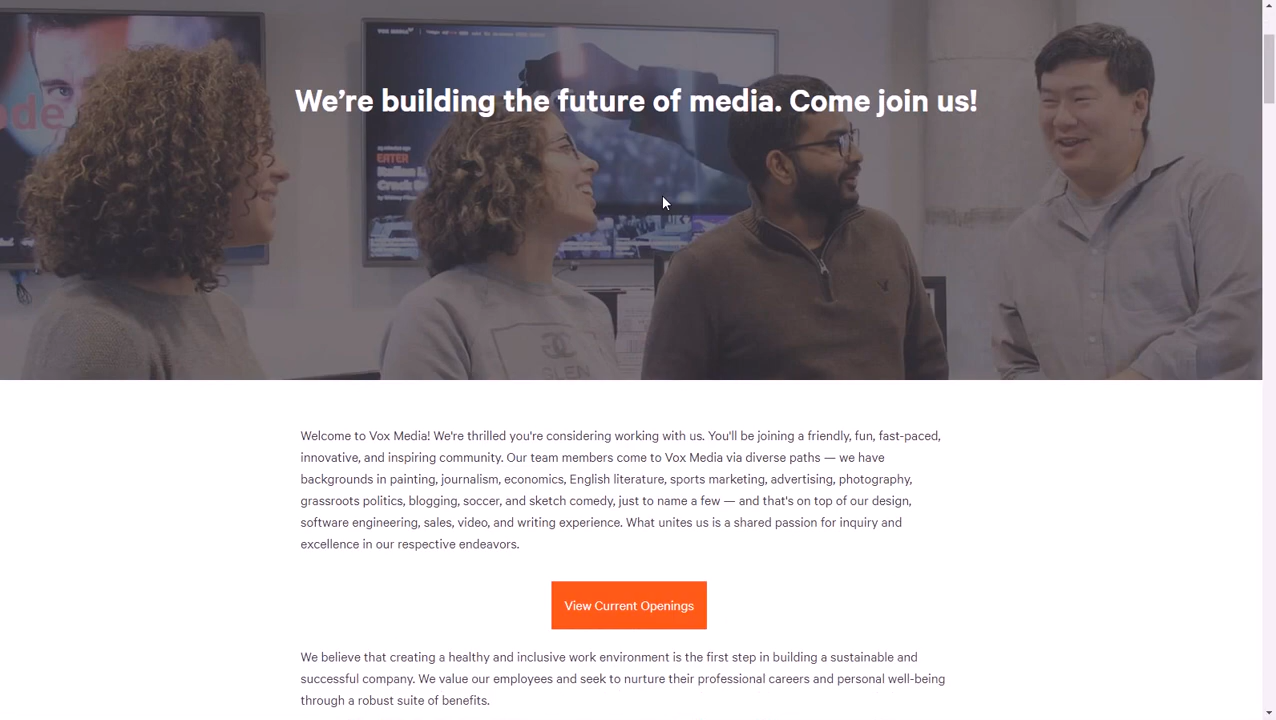 ode
VOX MEDIA
EATER
We’re building the future of media. Come join us!
GLEN
Welcome to Vox Media! We're thrilled you're considering working with us. You'll be joining a friendly, fun, fast-paced,
innovative, and inspiring community. Our team members come to Vox Media via diverse paths — we have
backgrounds in painting, journalism, economics, English literature, sports marketing, advertising, photography,
grassroots politics, blogging, soccer, and sketch comedy, just to name a few — and that's on top of our design,
software engineering, sales, video, and writing experience. What unites us is a shared passion for inquiry and
excellence in our respective endeavors.
View Current Openings
We believe that creating a healthy and inclusive work environment is the first step in building a sustainable and
successful company. We value our employees and seek to nurture their professional careers and personal well-being
through a robust suite of benefits.